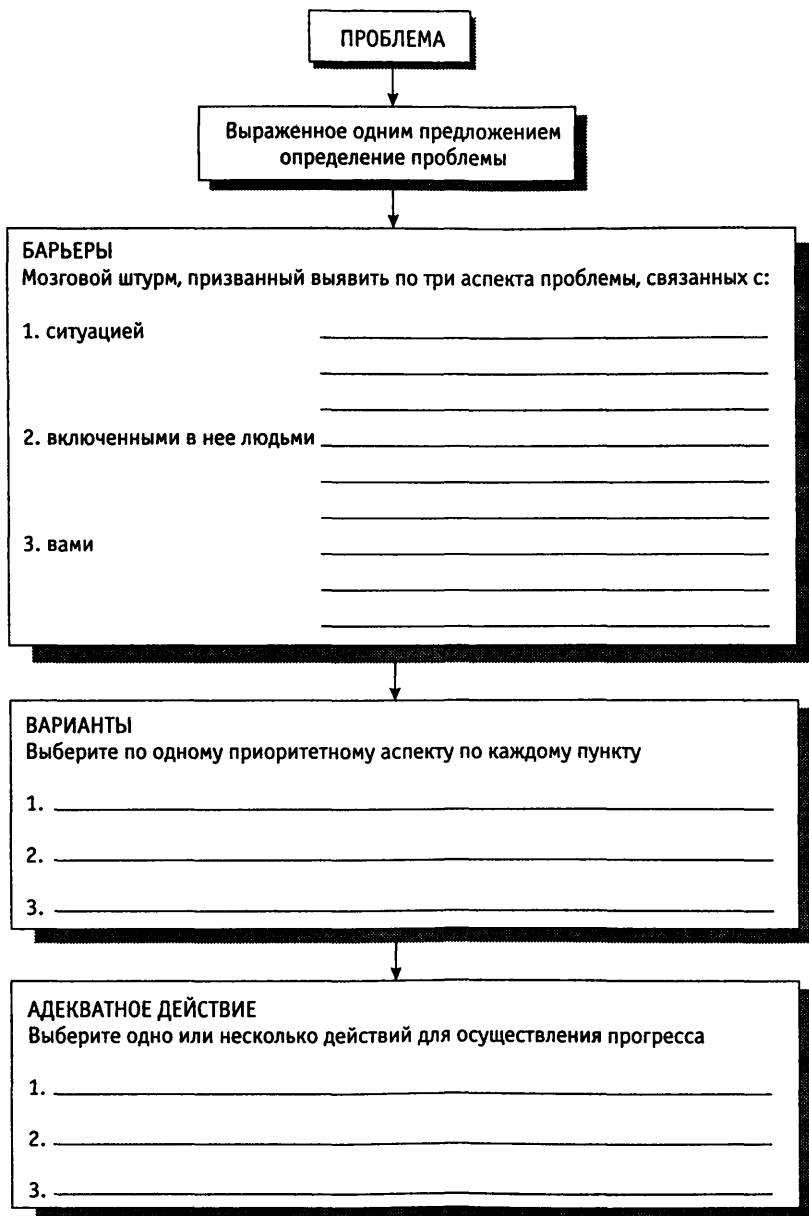 ПРОБЛЕМА
Выраженное одним предложением
определение проблемы
БАРЬЕРЫ
Мозговой штурм, призванный выявить по три аспекта проблемы, связанных с:
1. ситуацией
2. включенными в нее людьми
3. вами
ВАРИАНТЫ
Выберите по одному приоритетному аспекту по каждому пункту
1.
2.
3.
АДЕКВАТНОЕ ДЕЙСТВИЕ
Выберите одно или несколько действий для осуществления прогресса
1.
2.
3.